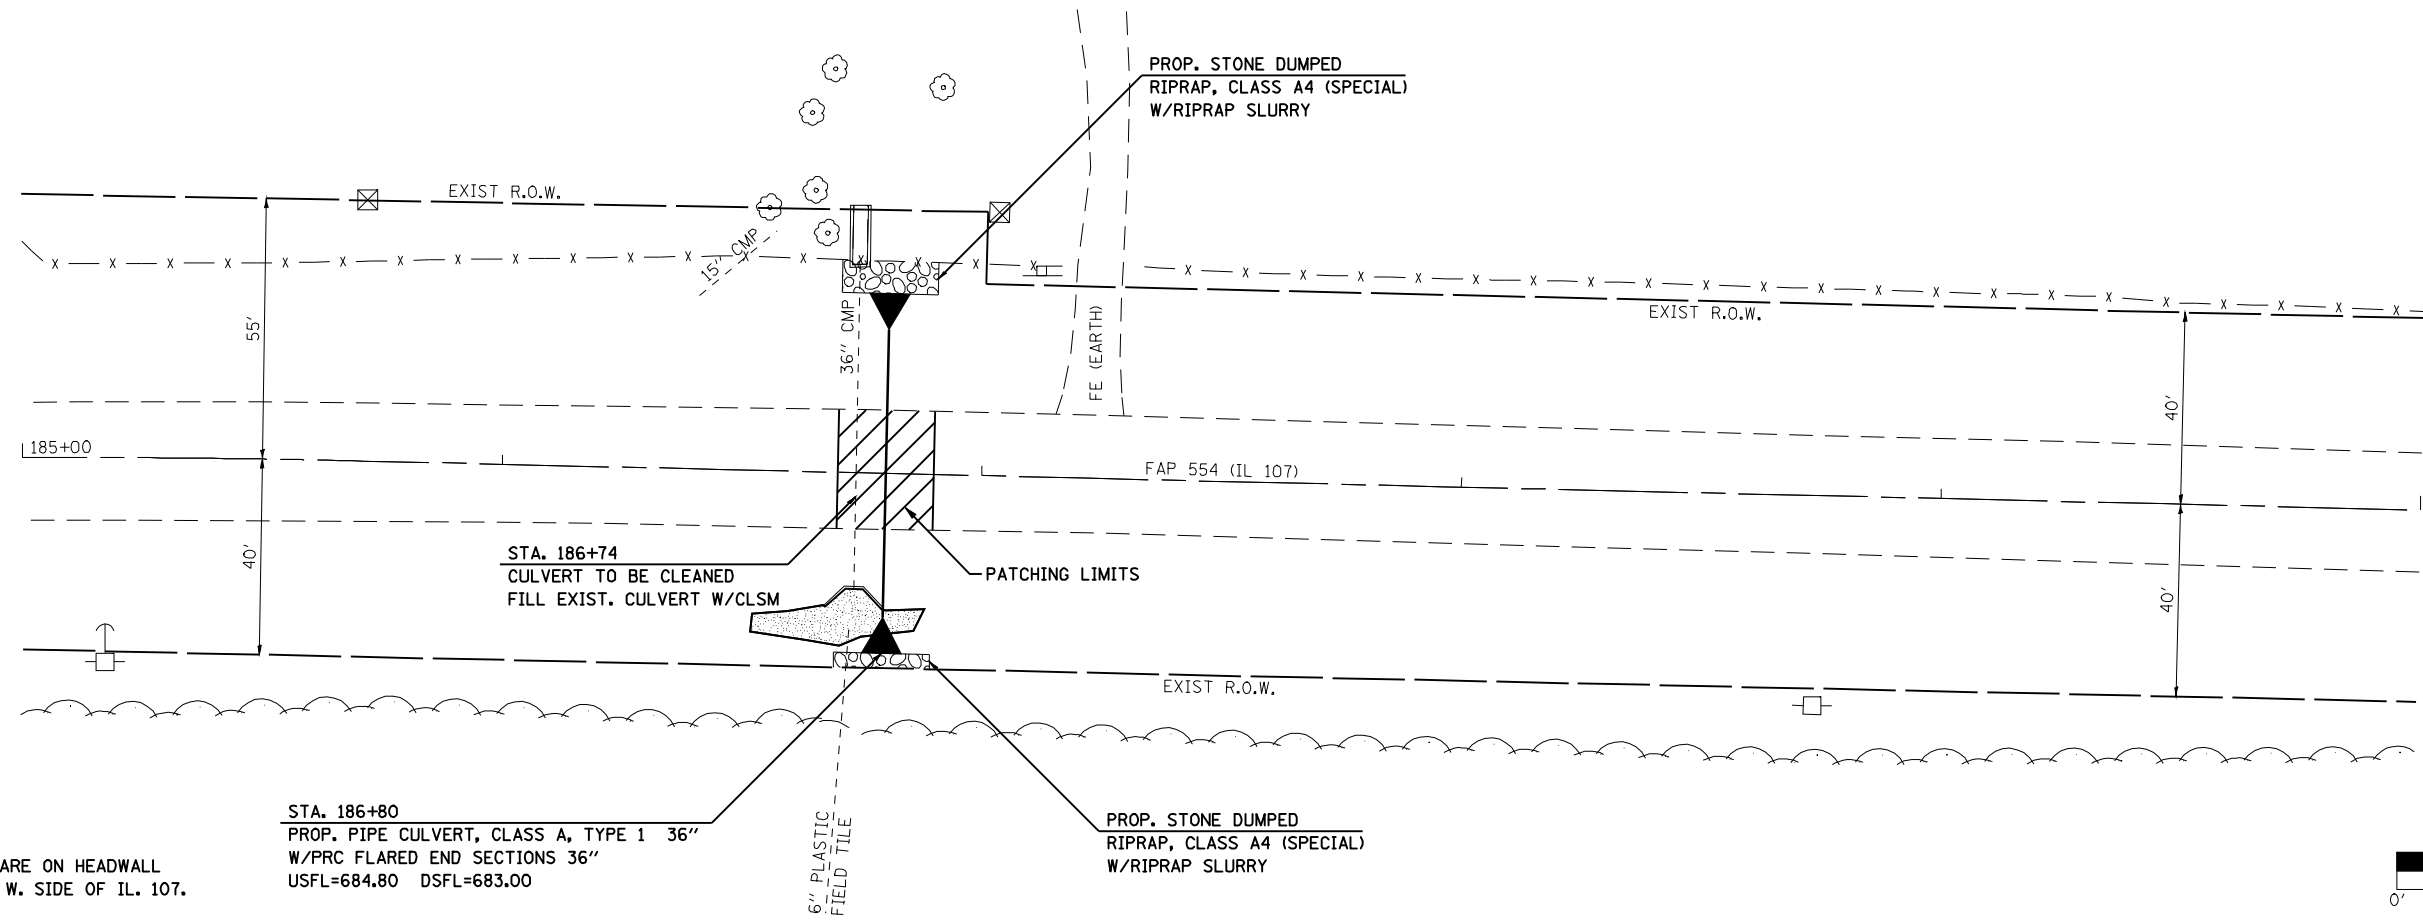 PROP. STONE DUMPED
RIPRAP, CLASS A4 (SPECIAL)
W/RIPRAP SLURRY
EXIST R.O.W.
15" CMP
55'
36" CMP
FE (EARTH)
EXIST R.O.W.
40'
185+00
FAP 554 (IL 107)
STA. 186+74
CULVERT TO BE CLEANED
FILL EXIST. CULVERT W/CLSM
PATCHING LIMITS
40'
40'
EXIST R.O.W.
STA. 186+80
PROP. PIPE CULVERT, CLASS A, TYPE 1 36"
W/PRC FLARED END SECTIONS 36"
USFL=684.80 DSFL=683.00
6" PLASTIC
FIELD TILE
PROP. STONE DUMPED
RIPRAP, CLASS A4 (SPECIAL)
W/RIPRAP SLURRY
ARE ON HEADWALL
W. SIDE OF IL. 107.
0'